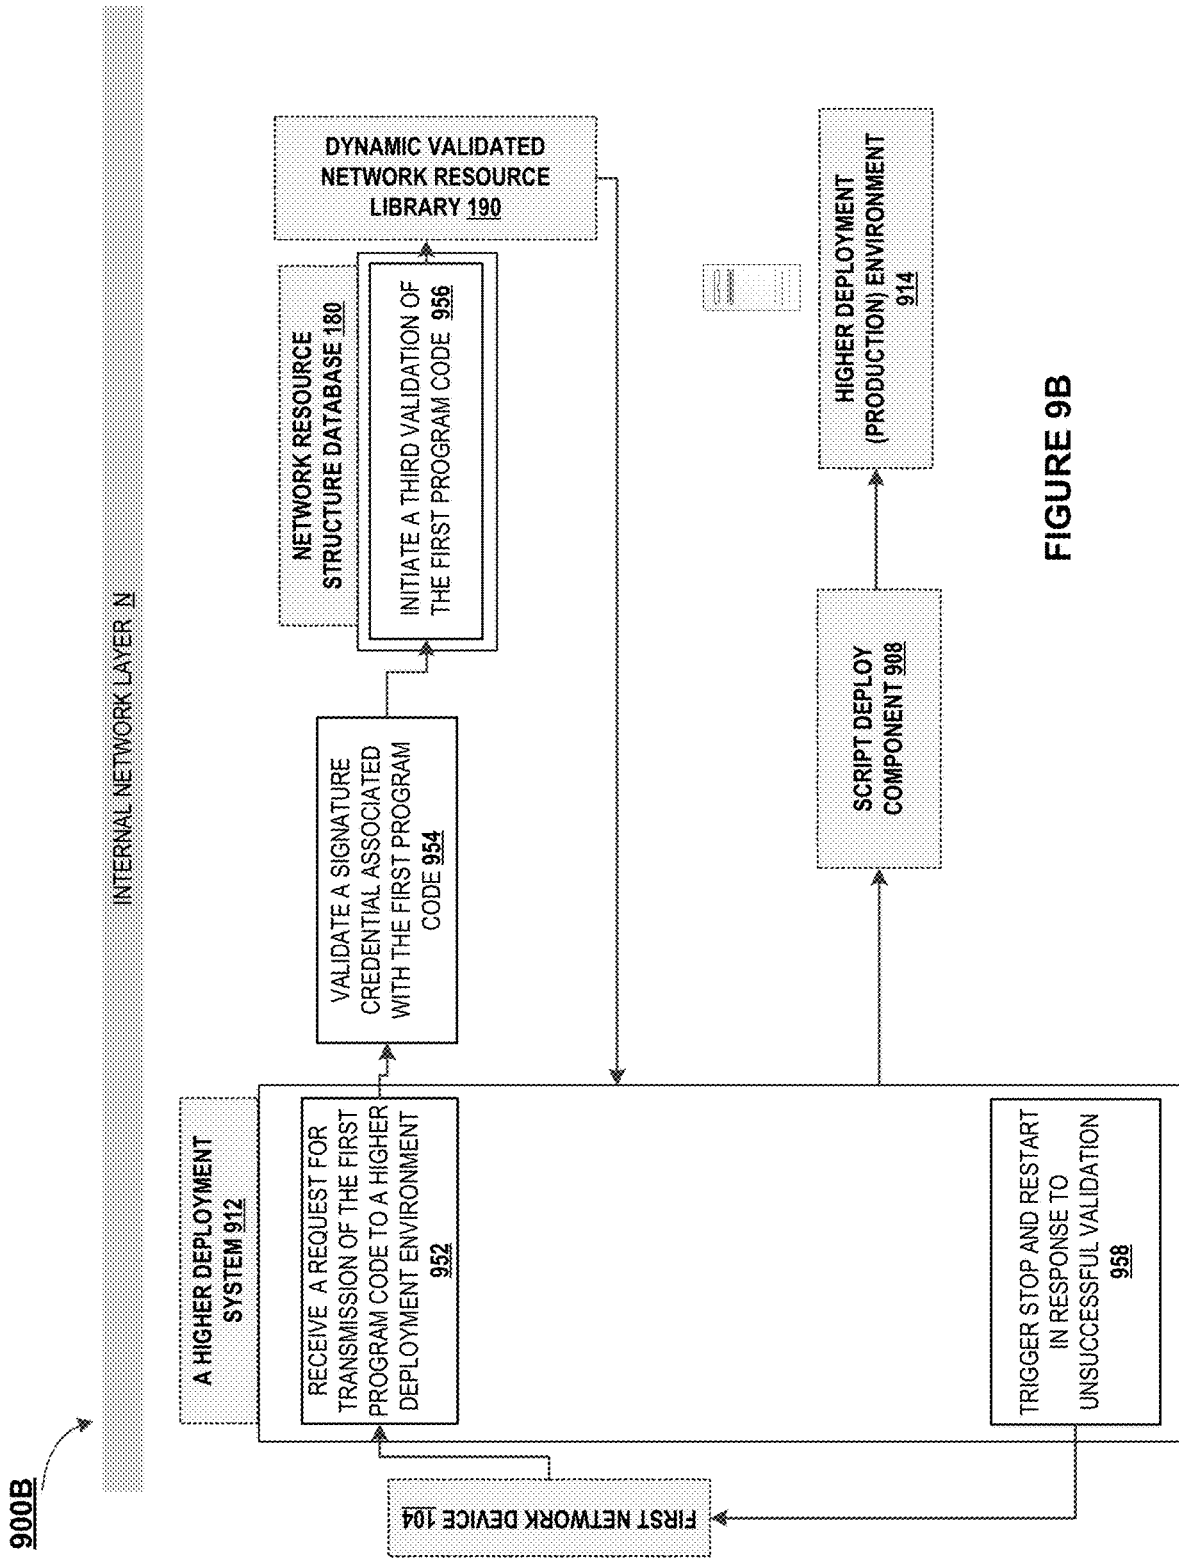 900B
INTERNAL NETWORK LAYER N
A HIGHER DEPLOYMENT
SYSTEM 912
RECEIVE A REQUEST FOR
TRANSMISSION OF THE FIRST
PROGRAM CODE TO A HIGHER
DEPLOYMENT ENVIRONMENT
952
VALIDATE A SIGNATURE
CREDENTIAL ASSOCIATED
WITH THE FIRST PROGRAM
CODE 954
NETWORK RESOURCE
STRUCTURE DATABASE 180
INITIATE A THIRD VALIDATION OF
THE FIRST PROGRAM CODE 956
DYNAMIC VALIDATED
NETWORK RESOURCE
LIBRARY 190
FIRST NETWORK DEVICE 104
TRIGGER STOP AND RESTART
IN RESPONSE TO
UNSUCCESSFUL VALIDATION
958
SCRIPT DEPLOY
COMPONENT 908
HIGHER DEPLOYMENT
(PRODUCTION) ENVIRONMENT
914
FIGURE 9B